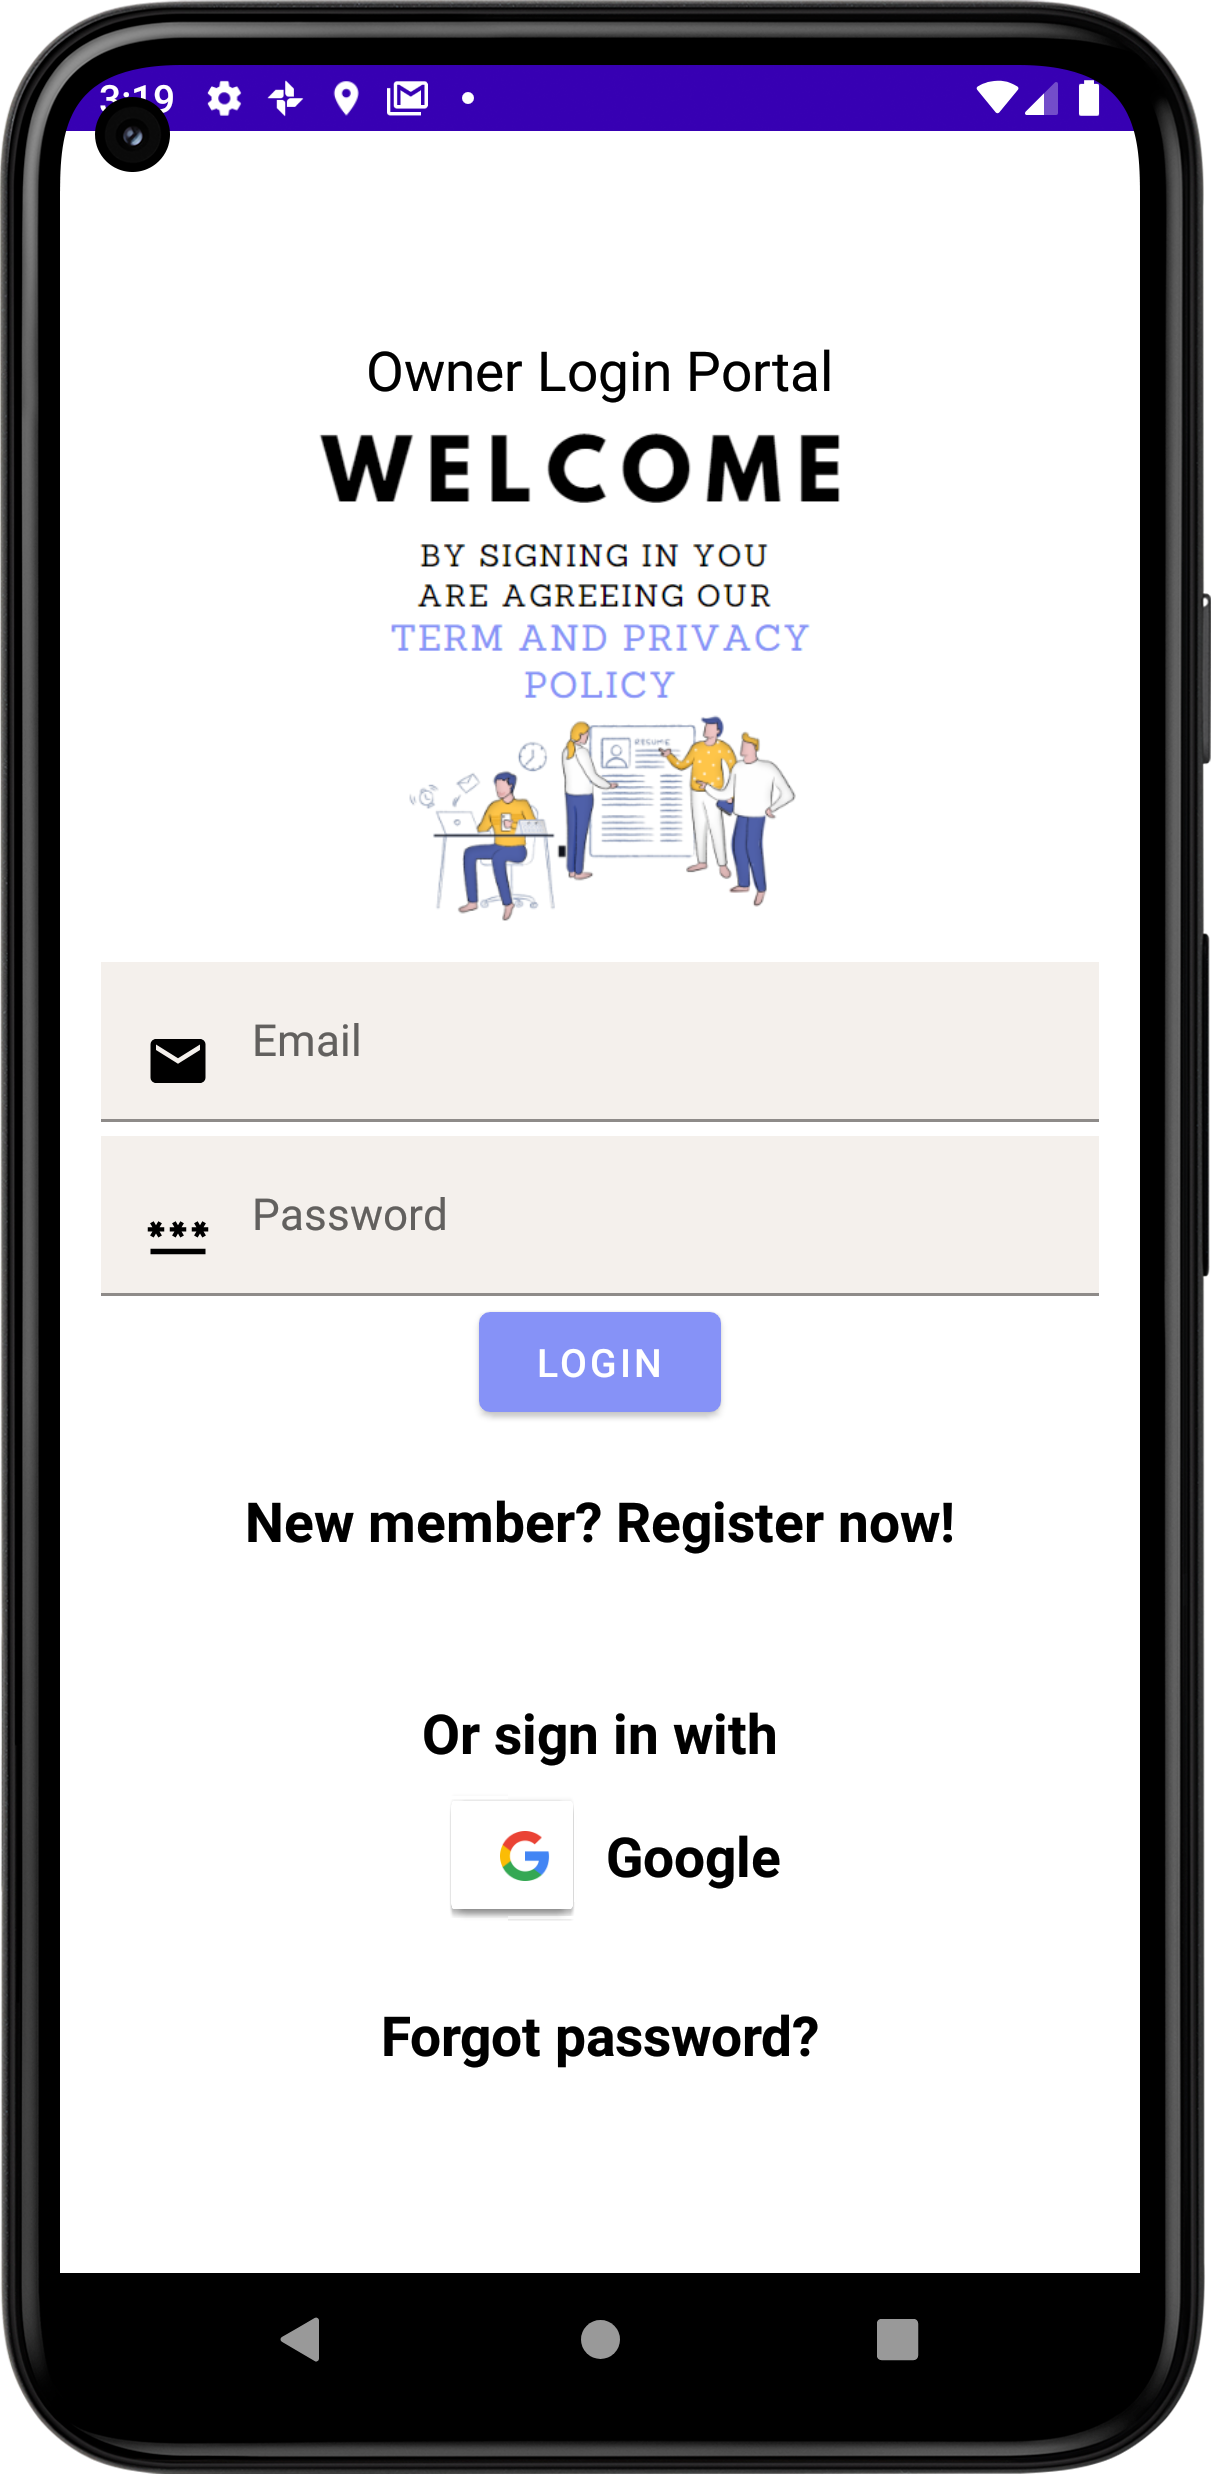 3:19
Owner Login Portal
WELCOME
BY SIGNING IN YOU
ARE AGREEING OUR
TERM AND PRIVACY
POLICY
RESUME
Email
Password
LOGIN
New member? Register now!
Or sign in with
Google
Forgot password?